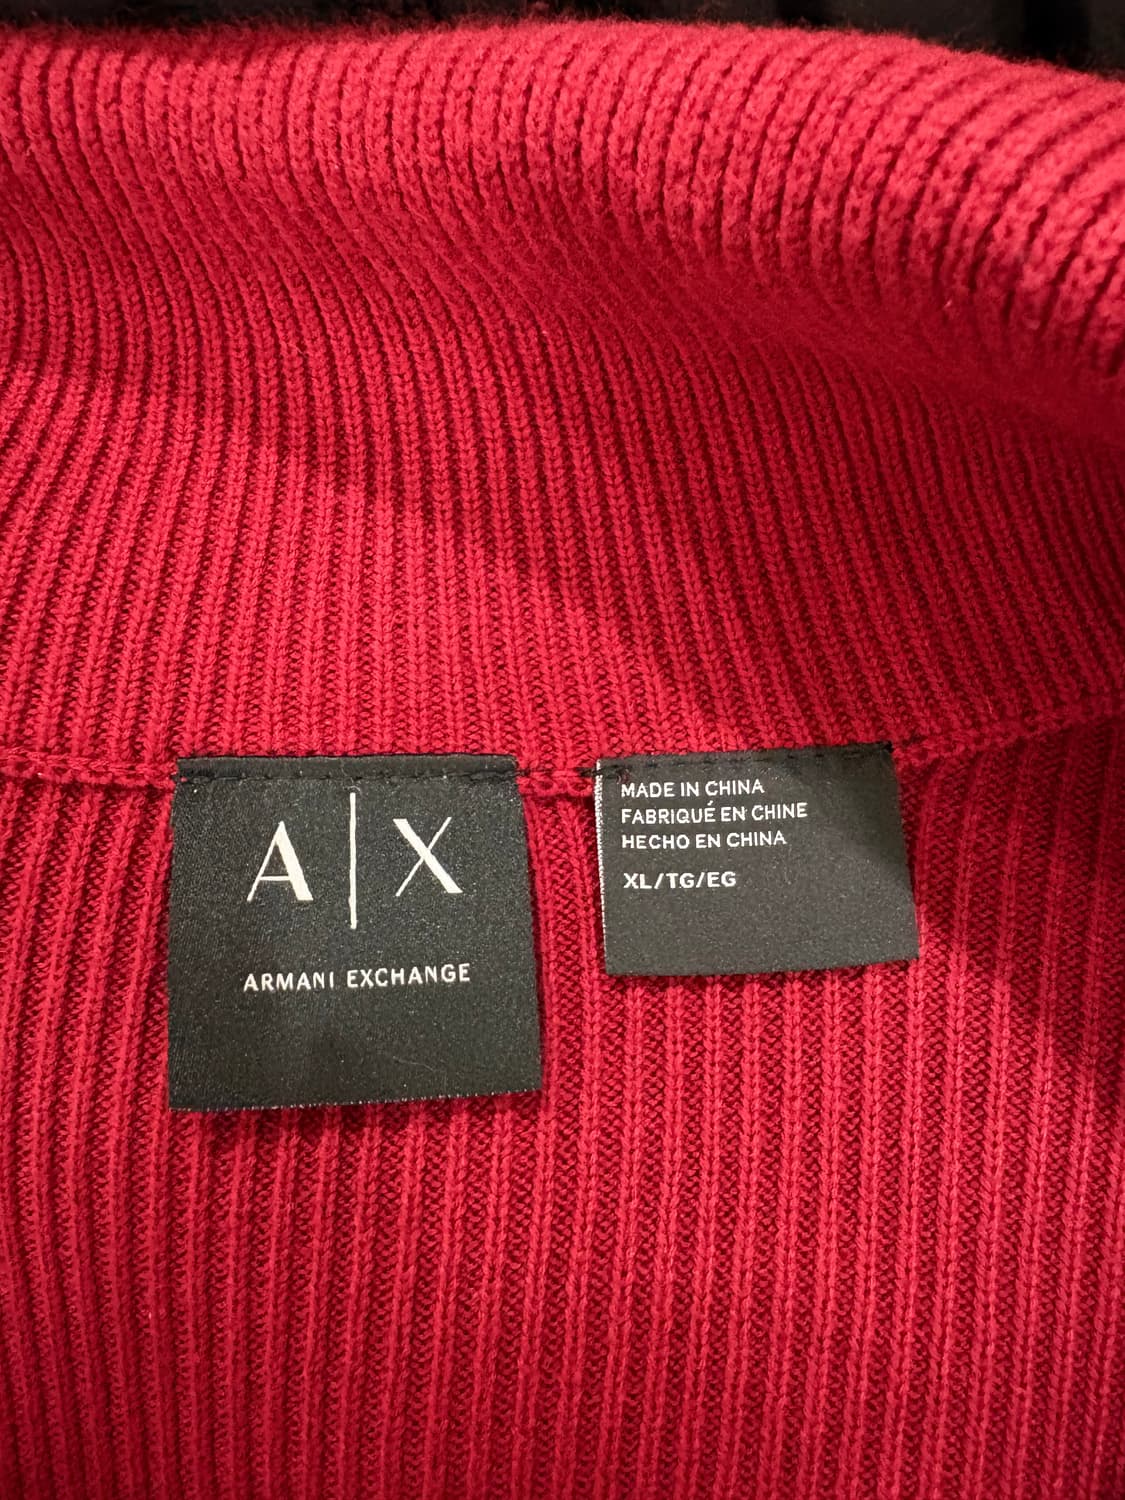 A|X
ARMANI EXCHANGE
MADE IN CHINA
FABRIQUÉ EN CHINE
HECHO EN CHINA
XL/TG/EG